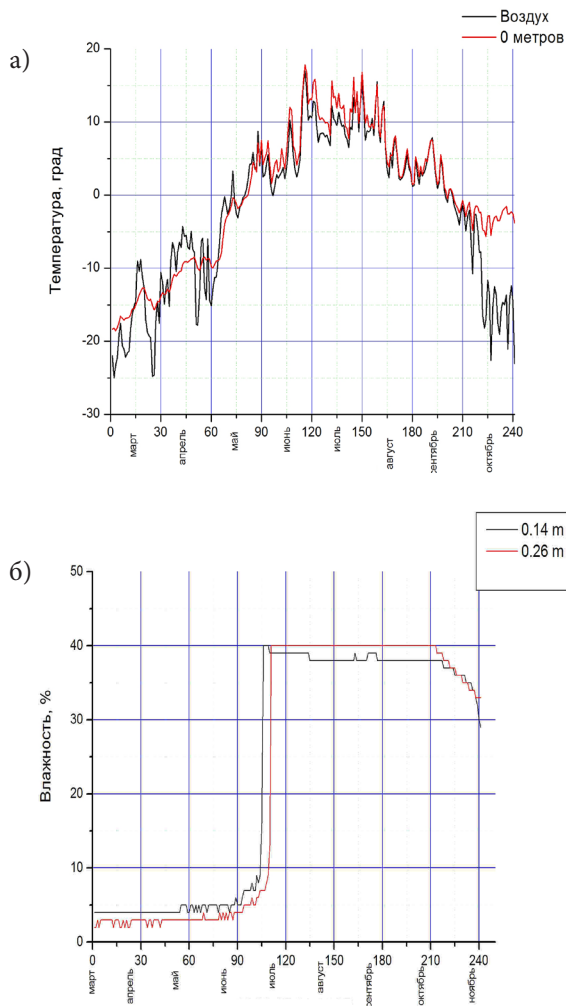 Воздух
0 метров
а)
Температура, град
20
10
0
-10
-20
-30
0 30 60 90 120 150 180 210 240
март апрель май июнь июль август сентябрь октябрь
0.14 m
0.26 m
б)
Влажность, %
50
40
30
20
10
0
0 30 60 90 120 150 180 210 240
март апрель май июнь июль август сентябрь октябрь ноябрь